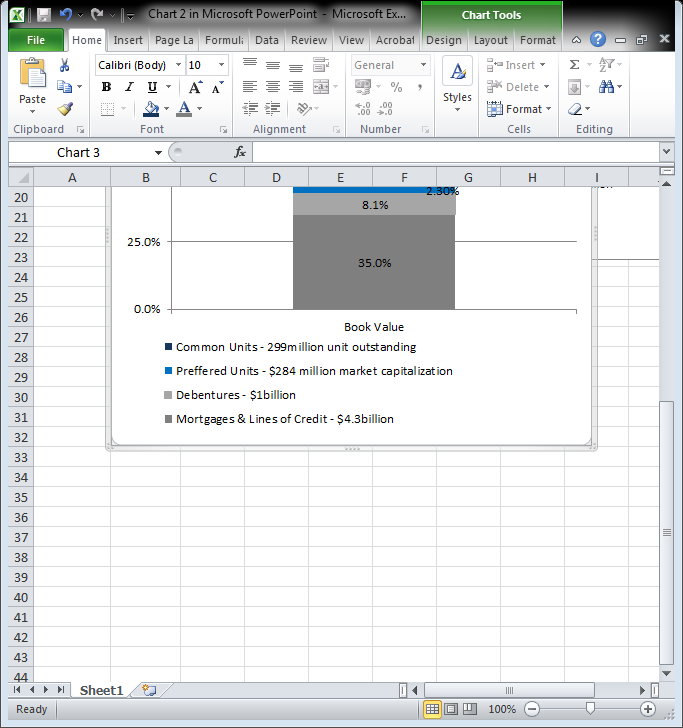 Chart 2 in Microsoft PowerPoint - Microsoft Ex...
Chart Tools
File Home Insert Page La Formula Data Review View Acrobat Design Layout Format
Paste
Calibri (Body) 10
B I U A A
A
General
% ,
Styles
Insert
Delete
Format
Clipboard Font Alignment Number Cells Editing
Chart 3 fx
A B C D E F G H I
20
21
22
23
24
25
26
27
28
29
30
31
32
33
34
35
36
37
38
39
40
41
42
43
44
2.30%
8.1%
25.0%
35.0%
0.0%
Book Value
Common Units - 299million unit outstanding
Preffered Units - $284 million market capitalization
Debentures - $1billion
Mortgages & Lines of Credit - $4.3billion
Sheet1
Ready 100%